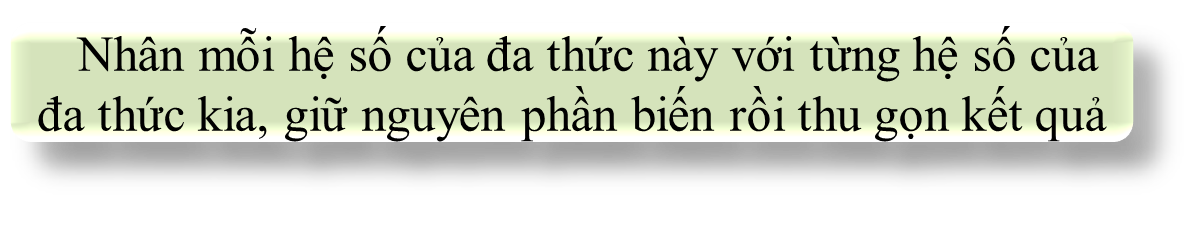 Nhân mỗi hệ số của đa thức này với từng hệ số của
đa thức kia, giữ nguyên phần biến rồi thu gọn kết quả